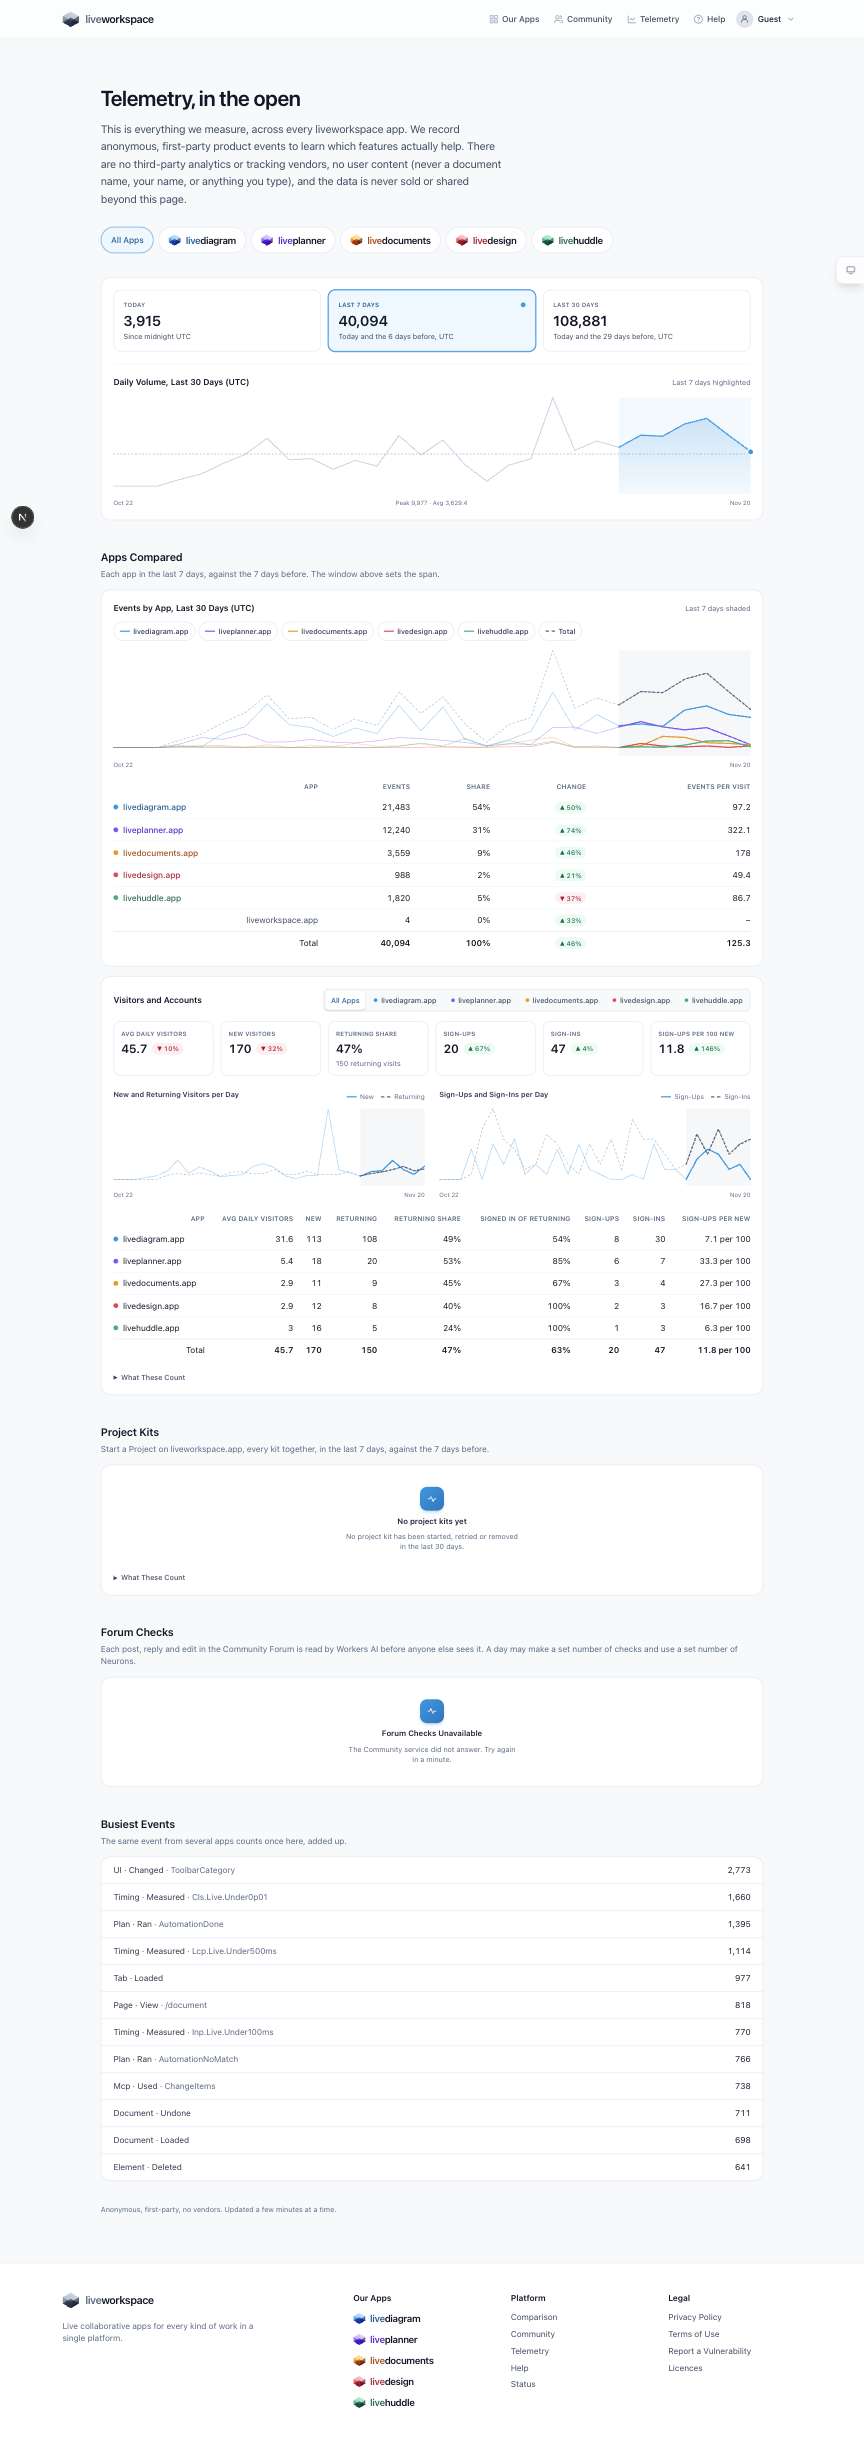 liveworkspace
Our Apps
Community
Telemetry
Help
Guest
Telemetry, in the open
This is everything we measure, across every liveworkspace app. We record
anonymous, first-party product events to learn which features actually help. There
are no third-party analytics or tracking vendors, no user content (never a document
name, your name, or anything you type), and the data is never sold or shared
beyond this page.
All Apps
livediagram
liveplanner
livedocuments
livedesign
livehuddle
TODAY
3,915
Since midnight UTC
LAST 7 DAYS
40,094
Today and the 6 days before, UTC
LAST 30 DAYS
108,881
Today and the 29 days before, UTC
Daily Volume, Last 30 Days (UTC)
Last 7 days highlighted
Oct 22
Peak 9,977 · Avg 3,629.4
Nov 20
N
Apps Compared
Each app in the last 7 days, against the 7 days before. The window above sets the span.
Events by App, Last 30 Days (UTC)
Last 7 days shaded
livediagram.app
liveplanner.app
livedocuments.app
livedesign.app
livehuddle.app
Total
Oct 22
Nov 20
APP EVENTS SHARE CHANGE EVENTS PER VISIT
livediagram.app 21,483 54% ▲ 50% 97.2
liveplanner.app 12,240 31% ▲ 74% 322.1
livedocuments.app 3,559 9% ▲ 46% 178
livedesign.app 988 2% ▲ 21% 49.4
livehuddle.app 1,820 5% ▼ 37% 86.7
liveworkspace.app 4 0% ▲ 33% –
Total 40,094 100% ▲ 46% 125.3
Visitors and Accounts
All Apps
livediagram.app
liveplanner.app
livedocuments.app
livedesign.app
livehuddle.app
AVG DAILY VISITORS
45.7 ▼ 10%
NEW VISITORS
170 ▼ 32%
RETURNING SHARE
47%
150 returning visits
SIGN-UPS
20 ▲ 67%
SIGN-INS
47 ▲ 4%
SIGN-UPS PER 100 NEW
11.8 ▲ 146%
New and Returning Visitors per Day
New
Returning
Oct 22
Nov 20
Sign-Ups and Sign-Ins per Day
Sign-Ups
Sign-Ins
Oct 22
Nov 20
APP AVG DAILY VISITORS NEW RETURNING RETURNING SHARE SIGNED IN OF RETURNING SIGN-UPS SIGN-INS SIGN-UPS PER NEW
livediagram.app 31.6 113 108 49% 54% 8 30 7.1 per 100
liveplanner.app 5.4 18 20 53% 85% 6 7 33.3 per 100
livedocuments.app 2.9 11 9 45% 67% 3 4 27.3 per 100
livedesign.app 2.9 12 8 40% 100% 2 3 16.7 per 100
livehuddle.app 3 16 5 24% 100% 1 3 6.3 per 100
Total 45.7 170 150 47% 63% 20 47 11.8 per 100
▶ What These Count
Project Kits
Start a Project on liveworkspace.app, every kit together, in the last 7 days, against the 7 days before.
No project kits yet
No project kit has been started, retried or removed
in the last 30 days.
▶ What These Count
Forum Checks
Each post, reply and edit in the Community Forum is read by Workers AI before anyone else sees it. A day may make a set number of checks and use a set number of
Neurons.
Forum Checks Unavailable
The Community service did not answer. Try again
in a minute.
Busiest Events
The same event from several apps counts once here, added up.
UI · Changed · ToolbarCategory 2,773
Timing · Measured · Cls.Live.Under0p01 1,660
Plan · Ran · AutomationDone 1,395
Timing · Measured · Lcp.Live.Under500ms 1,114
Tab · Loaded 977
Page · View · /document 818
Timing · Measured · Inp.Live.Under100ms 770
Plan · Ran · AutomationNoMatch 766
Mcp · Used · ChangeItems 738
Document · Undone 711
Document · Loaded 698
Element · Deleted 641
Anonymous, first-party, no vendors. Updated a few minutes at a time.
liveworkspace
Live collaborative apps for every kind of work in a
single platform.
Our Apps
livediagram
liveplanner
livedocuments
livedesign
livehuddle
Platform
Comparison
Community
Telemetry
Help
Status
Legal
Privacy Policy
Terms of Use
Report a Vulnerability
Licences